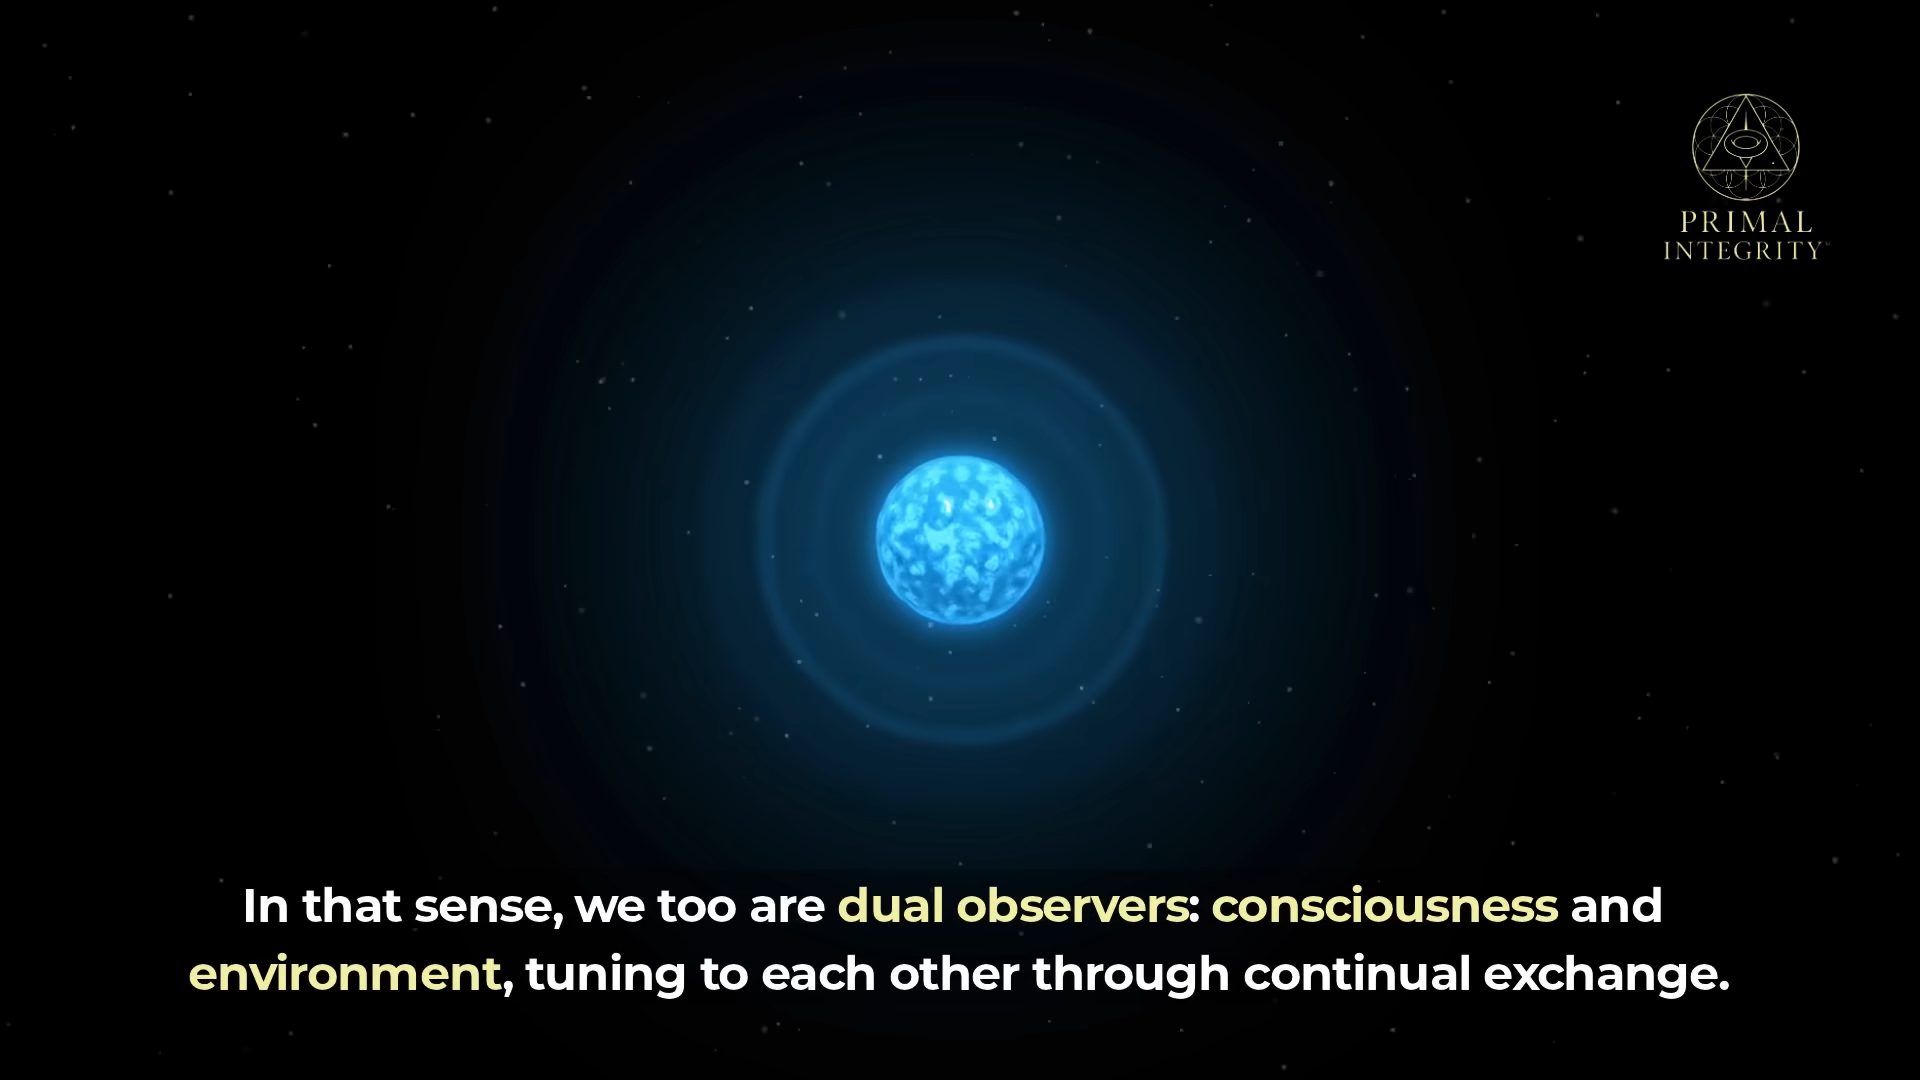 PRIMAL
INTEGRITY
In that sense, we too are dual observers: consciousness and
environment, tuning to each other through continual exchange.